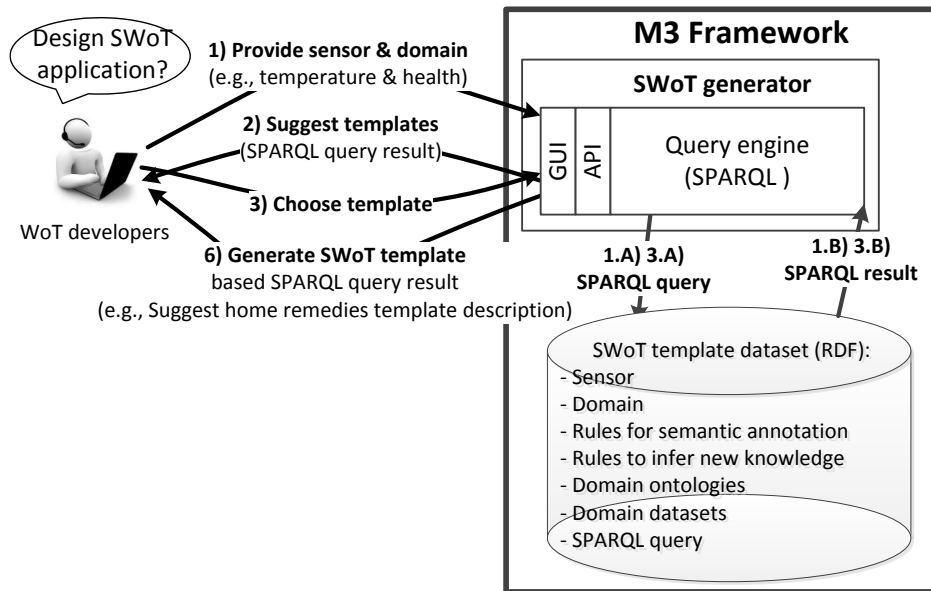 Design SWoT
application?
WoT developers
1) Provide sensor & domain
(e.g., temperature & health)
2) Suggest templates
(SPARQL query result)
3) Choose template
6) Generate SWoT template
based SPARQL query result
(e.g., Suggest home remedies template description)
M3 Framework
SWoT generator
GUI
API
Query engine
(SPARQL )
1.A) 3.A)
SPARQL query
1.B) 3.B)
SPARQL result
SWoT template dataset (RDF):
- Sensor
- Domain
- Rules for semantic annotation
- Rules to infer new knowledge
- Domain ontologies
- Domain datasets
- SPARQL query